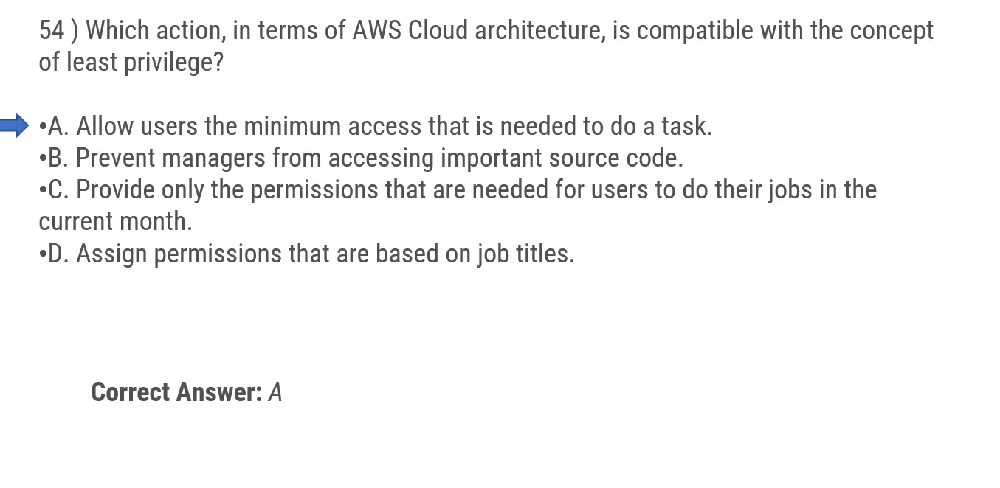 54 ) Which action, in terms of AWS Cloud architecture, is compatible with the concept
of least privilege?
•A. Allow users the minimum access that is needed to do a task.
•B. Prevent managers from accessing important source code.
•C. Provide only the permissions that are needed for users to do their jobs in the
current month.
•D. Assign permissions that are based on job titles.
Correct Answer: A